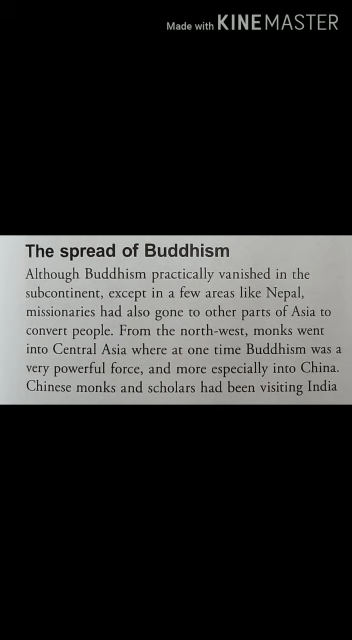 Made with KINEMASTER
The spread of Buddhism
Although Buddhism practically vanished in the
subcontinent, except in a few areas like Nepal,
missionaries had also gone to other parts of Asia to
convert people. From the north-west, monks went
into Central Asia where at one time Buddhism was a
very powerful force, and more especially into China.
Chinese monks and scholars had been visiting India